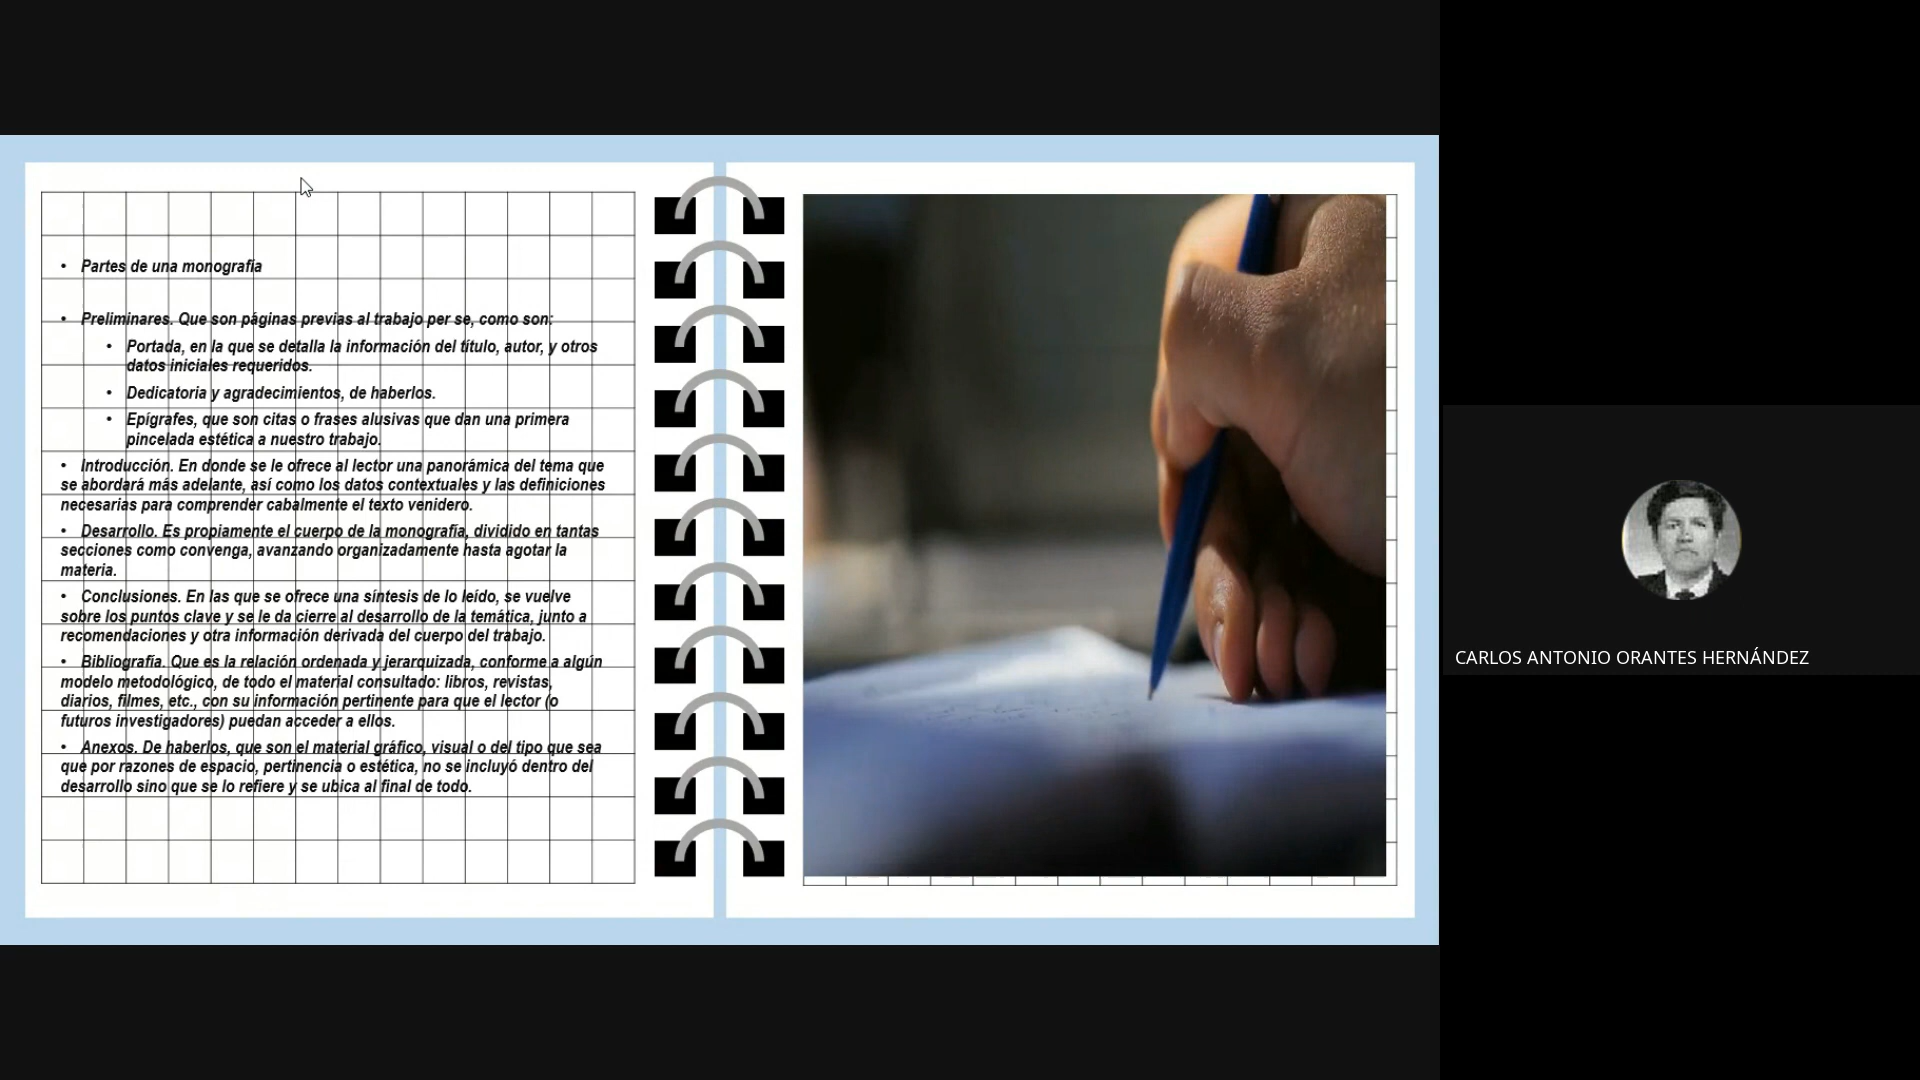 • Partes de una monografía
• Preliminares. Que son páginas previas al trabajo per se, como son:
• Portada, en la que se detalla la información del título, autor, y otros
datos iniciales requeridos.
• Dedicatoria y agradecimientos, de haberlos.
• Epígrafes, que son citas o frases alusivas que dan una primera
pincelada estética a nuestro trabajo.
• Introducción. En donde se le ofrece al lector una panorámica del tema que
se abordará más adelante, así como los datos contextuales y las definiciones
necesarias para comprender cabalmente el texto venidero.
• Desarrollo. Es propiamente el cuerpo de la monografía, dividido en tantas
secciones como convenga, avanzando organizadamente hasta agotar la
materia.
• Conclusiones. En las que se ofrece una síntesis de lo leído, se vuelve
sobre los puntos clave y se le da cierre al desarrollo de la temática, junto a
recomendaciones y otra información derivada del cuerpo del trabajo.
• Bibliografía. Que es la relación ordenada y jerarquizada, conforme a algún
modelo metodológico, de todo el material consultado: libros, revistas,
diarios, filmes, etc., con su información pertinente para que el lector (o
futuros investigadores) puedan acceder a ellos.
• Anexos. De haberlos, que son el material gráfico, visual o del tipo que sea
que por razones de espacio, pertinencia o estética, no se incluyó dentro del
desarrollo sino que se lo refiere y se ubica al final de todo.
CARLOS ANTONIO ORANTES HERNÁNDEZ